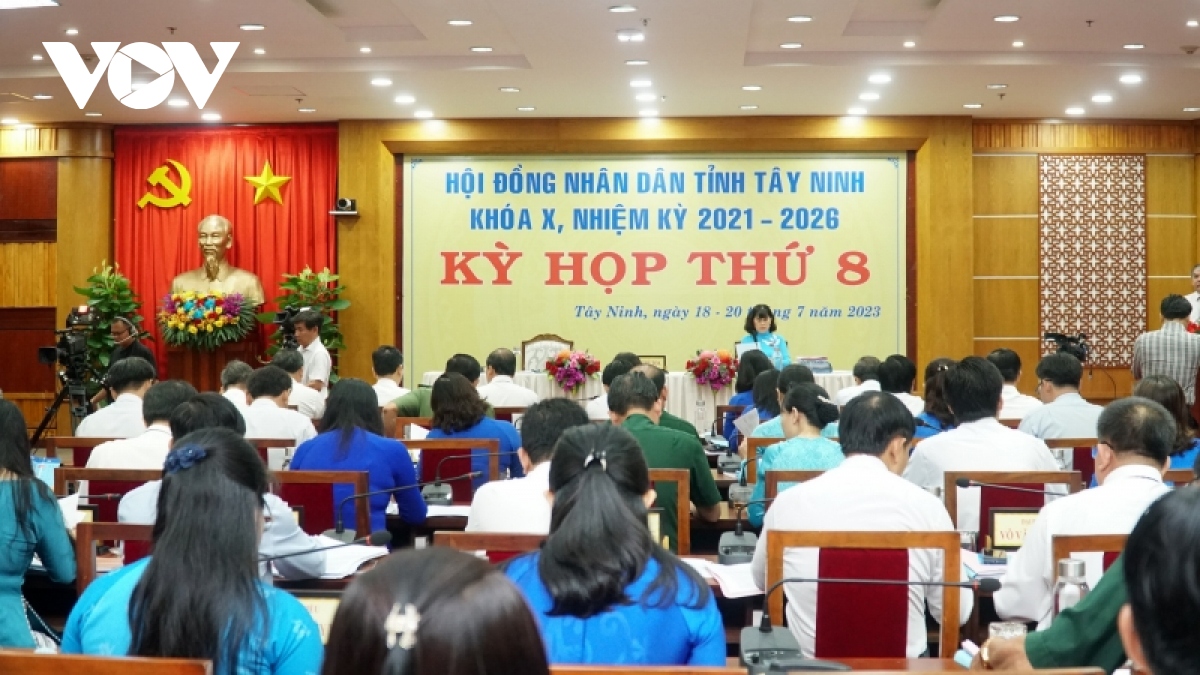 VOV
HỘI ĐỒNG NHÂN DÂN TỈNH TÂY NINH
KHÓA X, NHIỆM KỲ 2021 - 2026
KỲ HỌP THỨ 8
Tây Ninh, ngày 18 - 20 tháng 7 năm 2023